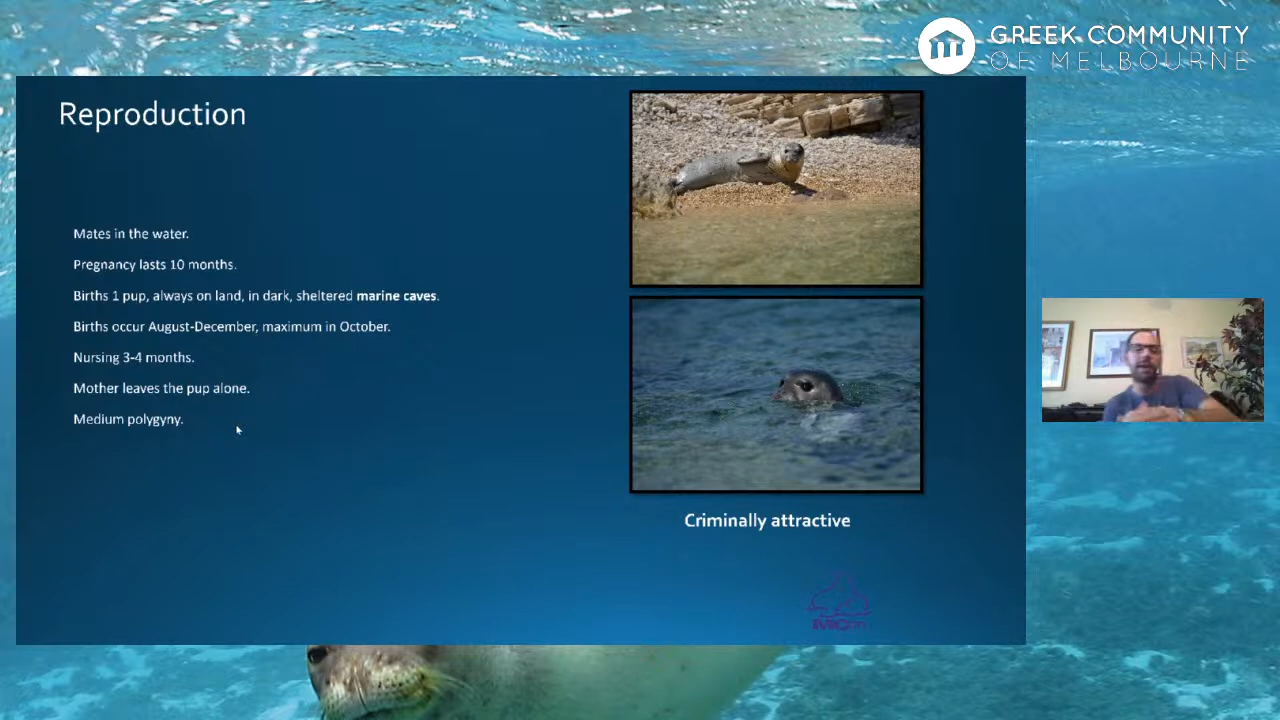 GREEK COMMUNITY
OF MELBOURNE
Reproduction
Mates in the water.
Pregnancy lasts 10 months.
Births 1 pup, always on land, in dark, sheltered marine caves.
Births occur August-December, maximum in October.
Nursing 3-4 months.
Mother leaves the pup alone.
Medium polygyny.
Criminally attractive